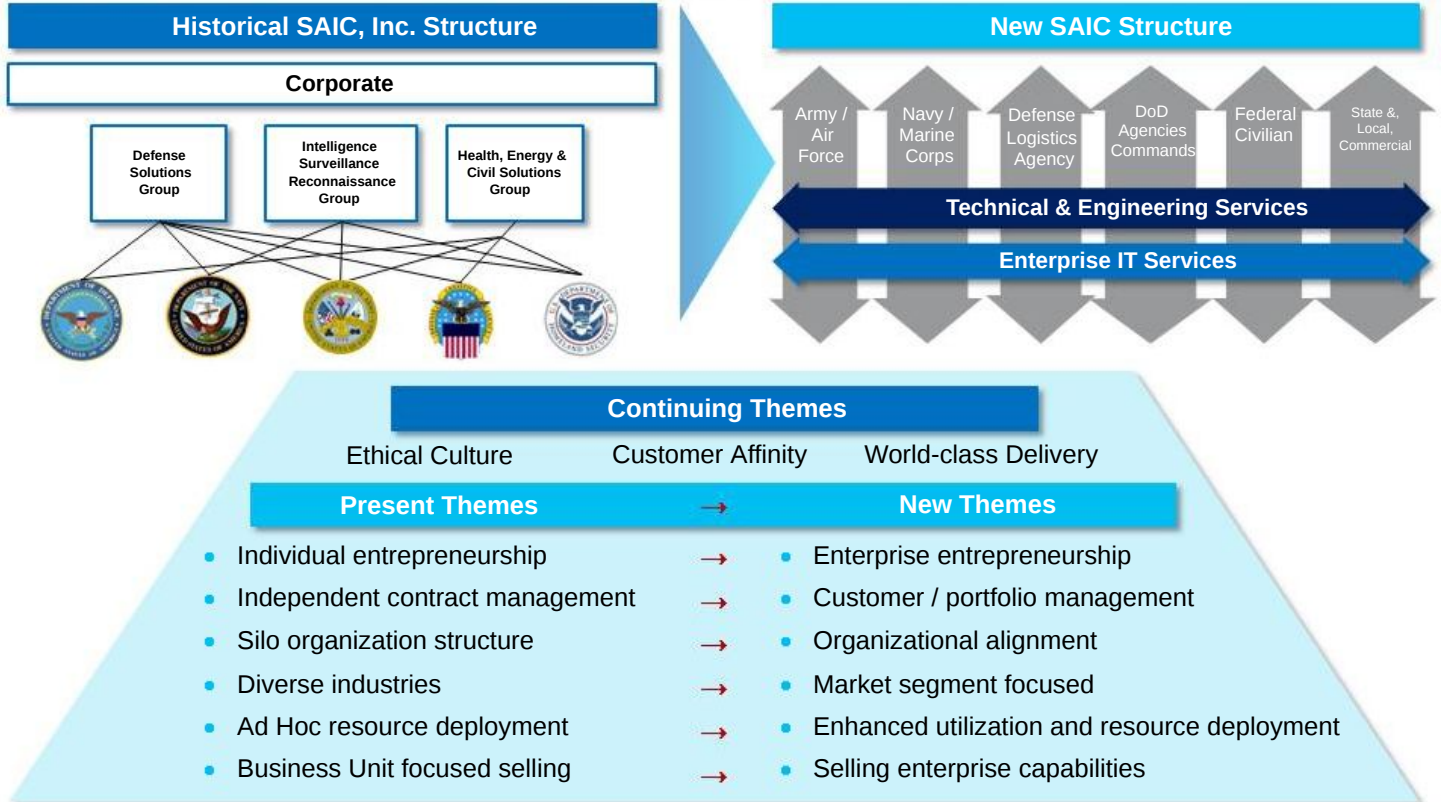 Historical SAIC, Inc. Structure
Corporate
Defense
Solutions
Group
Intelligence
Surveillance
Reconnaissance
Group
Health, Energy &
Civil Solutions
Group
New SAIC Structure
Army /
Air
Force
Navy /
Marine
Corps
Defense
Logistics
Agency
DoD
Agencies
Commands
Federal
Civilian
State &,
Local,
Commercial
Technical & Engineering Services
Enterprise IT Services
Continuing Themes
Ethical Culture Customer Affinity World-class Delivery
Present Themes → New Themes
• Individual entrepreneurship → • Enterprise entrepreneurship
• Independent contract management → • Customer / portfolio management
• Silo organization structure → • Organizational alignment
• Diverse industries → • Market segment focused
• Ad Hoc resource deployment → • Enhanced utilization and resource deployment
• Business Unit focused selling → • Selling enterprise capabilities